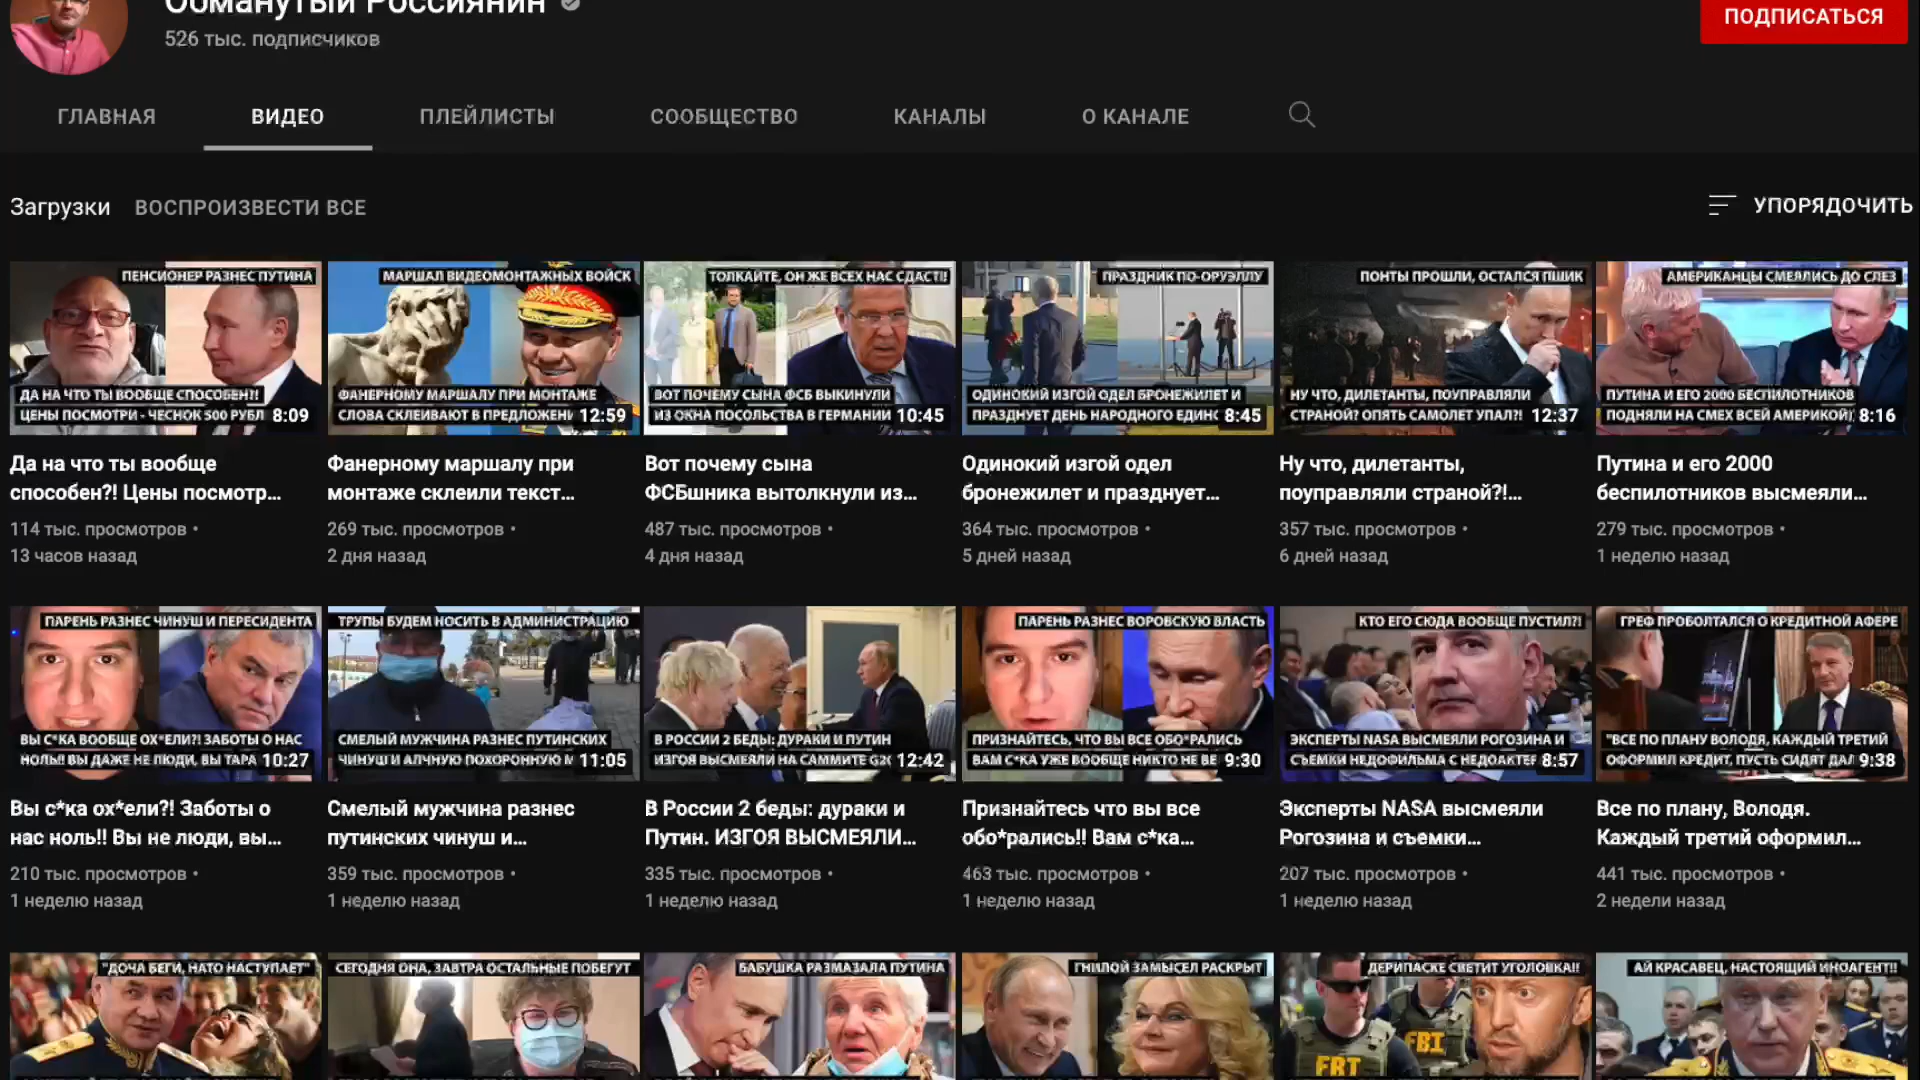 Обманутый Россиянин
526 тыс. подписчиков
ПОДПИСАТЬСЯ
ГЛАВНАЯ
ВИДЕО
ПЛЕЙЛИСТЫ
СООБЩЕСТВО
КАНАЛЫ
О КАНАЛЕ
Загрузки
ВОСПРОИЗВЕСТИ ВСЕ
УПОРЯДОЧИТЬ
ПЕНСИОНЕР РАЗНЕС ПУТИНА
ДА НА ЧТО ТЫ ВООБЩЕ СПОСОБЕН?!
ЦЕНЫ ПОСМОТРИ - ЧЕСНОК 500 РУБЛ
8:09
Да на что ты вообще
способен?! Цены посмотр...
114 тыс. просмотров •
13 часов назад
МАРШАЛ ВИДЕОМОНТАЖНЫХ ВОЙСК
ФАНЕРНОМУ МАРШАЛУ ПРИ МОНТАЖЕ
СЛОВА СКЛЕИВАЮТ В ПРЕДЛОЖЕНИ
12:59
Фанерному маршалу при
монтаже склеили текст...
269 тыс. просмотров •
2 дня назад
ТОЛКАЙТЕ, ОН ЖЕ ВСЕХ НАС СДАСТ!!
ВОТ ПОЧЕМУ СЫНА ФСБ ВЫКИНУЛИ
ИЗ ОКНА ПОСОЛЬСТВА В ГЕРМАНИИ
10:45
Вот почему сына
ФСБшника вытолкнули из...
487 тыс. просмотров •
4 дня назад
ПРАЗДНИК ПО-ОРУЭЛЛУ
ОДИНОКИЙ ИЗГОЙ ОДЕЛ БРОНЕЖИЛЕТ И
ПРАЗДНУЕТ ДЕНЬ НАРОДНОГО ЕДИНС
8:45
Одинокий изгой одел
бронежилет и празднует...
364 тыс. просмотров •
5 дней назад
ПОНТЫ ПРОШЛИ, ОСТАЛСЯ ПШИК
НУ ЧТО, ДИЛЕТАНТЫ, ПОУПРАВЛЯЛИ
СТРАНОЙ? ОПЯТЬ САМОЛЕТ УПАЛ?!
12:37
Ну что, дилетанты,
поуправляли страной?!...
357 тыс. просмотров •
6 дней назад
АМЕРИКАНЦЫ СМЕЯЛИСЬ ДО СЛЕЗ
ПУТИНА И ЕГО 2000 БЕСПИЛОТНИКОВ
ПОДНЯЛИ НА СМЕХ ВСЕЙ АМЕРИКОЙ)
8:16
Путина и его 2000
беспилотников высмеяли...
279 тыс. просмотров •
1 неделю назад
ПАРЕНЬ РАЗНЕС ЧИНУШ И ПЕРЕСИДЕНТА
ВЫ С*КА ВООБЩЕ ОХ*ЕЛИ?! ЗАБОТЫ О НАС
НОЛЬ!! ВЫ ДАЖЕ НЕ ЛЮДИ, ВЫ ТАРА
10:27
Вы с*ка ох*ели?! Заботы о
нас ноль!! Вы не люди, вы...
210 тыс. просмотров •
1 неделю назад
ТРУПЫ БУДЕМ НОСИТЬ В АДМИНИСТРАЦИЮ
СМЕЛЫЙ МУЖЧИНА РАЗНЕС ПУТИНСКИХ
ЧИНУШ И АЛЧНУЮ ПОХОРОННУЮ М
11:05
Смелый мужчина разнес
путинских чинуш и...
359 тыс. просмотров •
1 неделю назад
В РОССИИ 2 БЕДЫ: ДУРАКИ И ПУТИН
ИЗГОЯ ВЫСМЕЯЛИ НА САММИТЕ G20
12:42
В России 2 беды: дураки и
Путин. ИЗГОЯ ВЫСМЕЯЛИ...
335 тыс. просмотров •
1 неделю назад
ПАРЕНЬ РАЗНЕС ВОРОВСКУЮ ВЛАСТЬ
ПРИЗНАЙТЕСЬ, ЧТО ВЫ ВСЕ ОБО*РАЛИСЬ
ВАМ С*КА УЖЕ ВООБЩЕ НИКТО НЕ ВЕ
9:30
Признайтесь что вы все
обо*рались!! Вам с*ка...
463 тыс. просмотров •
1 неделю назад
КТО ЕГО СЮДА ВООБЩЕ ПУСТИЛ?!
ЭКСПЕРТЫ NASA ВЫСМЕЯЛИ РОГОЗИНА И
СЪЕМКИ НЕДОФИЛЬМА С НЕДОАКТЕР
8:57
Эксперты NASA высмеяли
Рогозина и съемки...
207 тыс. просмотров •
1 неделю назад
ГРЕФ ПРОБОЛТАЛСЯ О КРЕДИТНОЙ АФЕРЕ
"ВСЕ ПО ПЛАНУ ВОЛОДЯ, КАЖДЫЙ ТРЕТИЙ
ОФОРМИЛ КРЕДИТ, ПУСТЬ СИДЯТ ДАЛ
9:38
Все по плану, Володя.
Каждый третий оформил...
441 тыс. просмотров •
2 недели назад
"ДОЧА БЕГИ, НАТО НАСТУПАЕТ"
СЕГОДНЯ ОНА, ЗАВТРА ОСТАЛЬНЫЕ ПОБЕГУТ
БАБУШКА РАЗМАЗАЛА ПУТИНА
ГНИЛОЙ ЗАМЫСЕЛ РАСКРЫТ
ДЕРИПАСКЕ СВЕТИТ УГОЛОВКА!!
FBI
FBI
АЙ КРАСАВЕЦ, НАСТОЯЩИЙ ИНОАГЕНТ!!